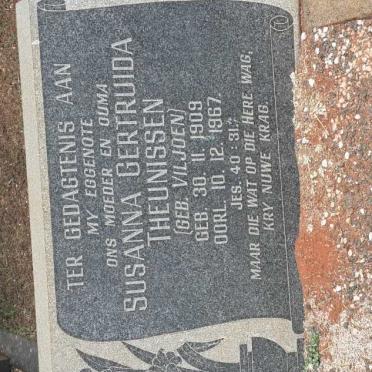 TER GEDAGTENIS AAN
MY EGGENOTE
ONS MOEDER EN OUMA
SUSANNA GERTRUIDA
THEUNISSEN
(GEB. VILJOEN)
GEB. 30. 11. 1909
OORL. 10. 12. 1967.
JES. 40 : 31A
MAAR DIE WAT OP DIE HERE WAG,
KRY NUWE KRAG.